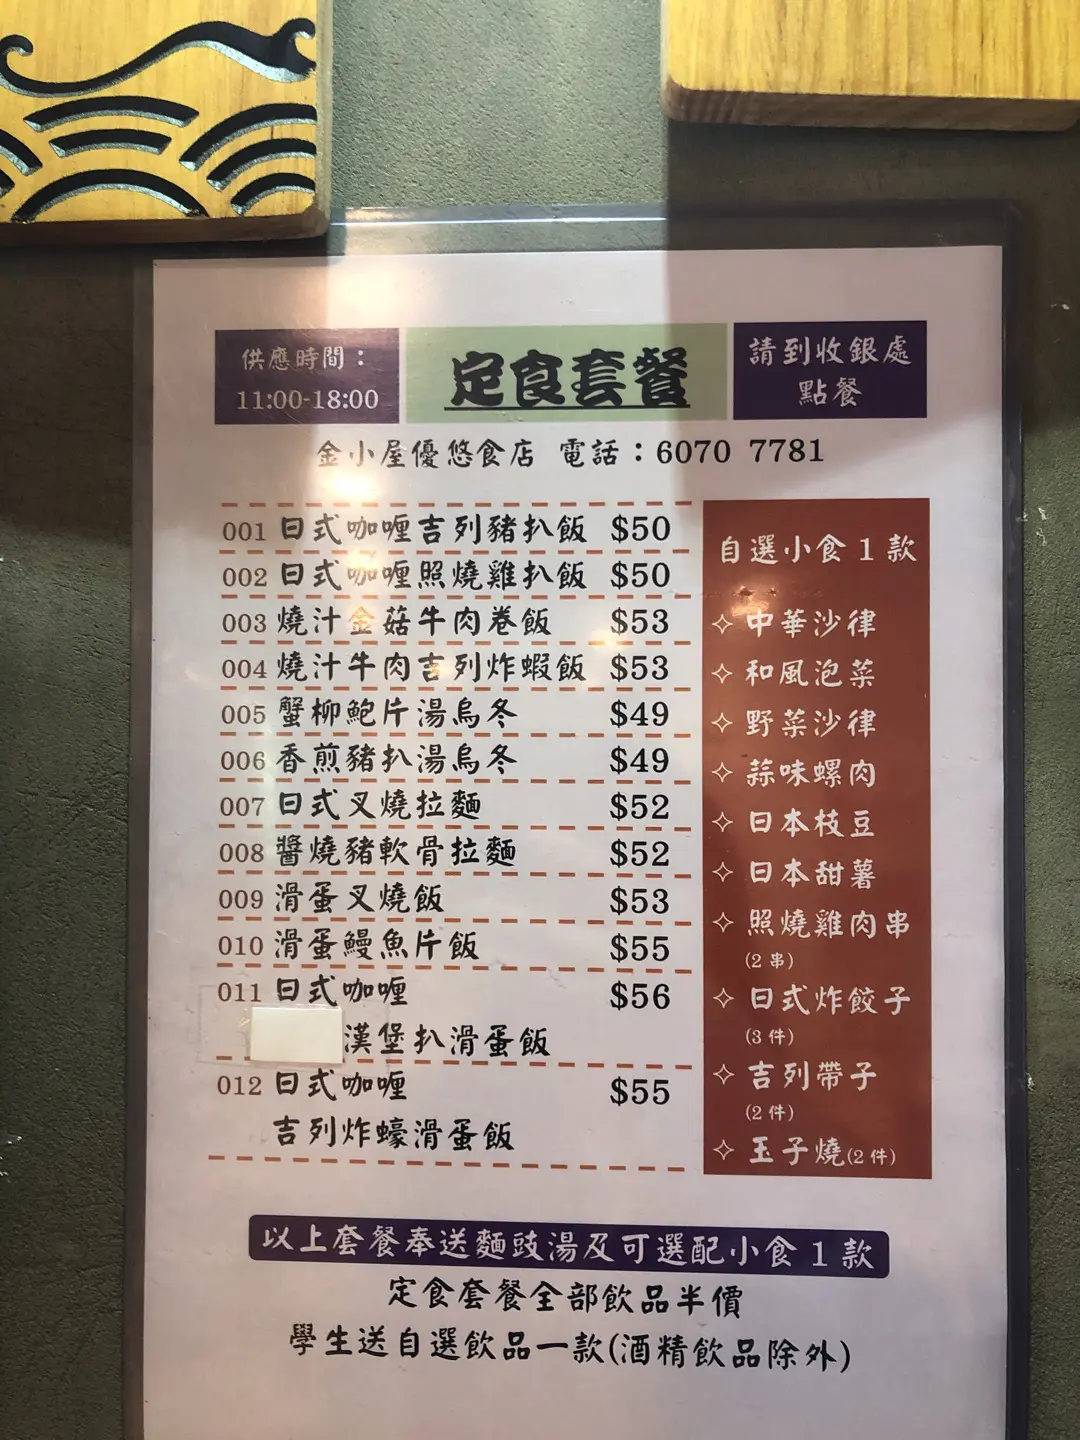 供應時間：
11:00-18:00
定食套餐
請到收銀處
點餐
金小屋優悠食店 電話：6070 7781
001 日式咖喱吉列豬扒飯 $50
002 日式咖喱照燒雞扒飯 $50
003 燒汁金菇牛肉卷飯 $53
004 燒汁牛肉吉列炸蝦飯 $53
005 蟹柳鮑片湯烏冬 $49
006 香煎豬扒湯烏冬 $49
007 日式叉燒拉麵 $52
008 醬燒豬軟骨拉麵 $52
009 滑蛋叉燒飯 $53
010 滑蛋鰻魚片飯 $55
011 日式咖喱 $56
漢堡扒滑蛋飯
012 日式咖喱 $55
吉列炸蠔滑蛋飯
自選小食 1 款
✧ 中華沙律
✧ 和風泡菜
✧ 野菜沙律
✧ 蒜味螺肉
✧ 日本枝豆
✧ 日本甜薯
✧ 照燒雞肉串
(2 串)
✧ 日式炸餃子
(3 件)
✧ 吉列帶子
(2 件)
✧ 玉子燒(2 件)
以上套餐奉送麵豉湯及可選配小食 1 款
定食套餐全部飲品半價
學生送自選飲品一款(酒精飲品除外)